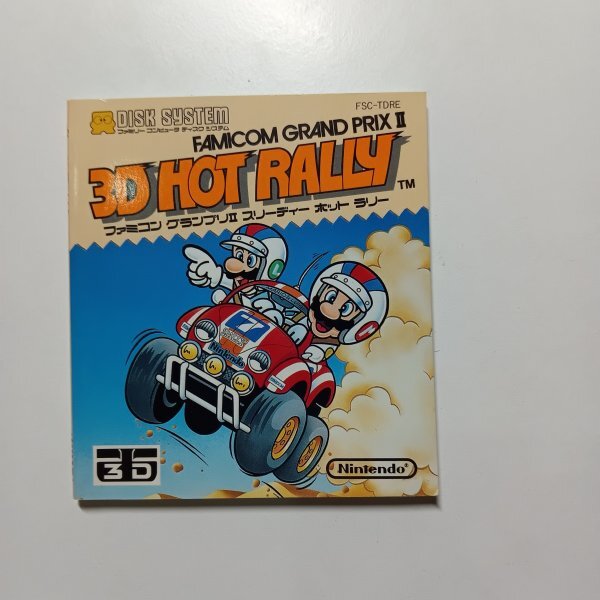 DISK SYSTEM
ファミリー コンピュータ ディスク システム
FSC-TDRE
FAMICOM GRAND PRIX II
3D HOT RALLY™
ファミコン グランプリII スリーディー ホット ラリー
L
M
7
Nintendo
3D
Nintendo®